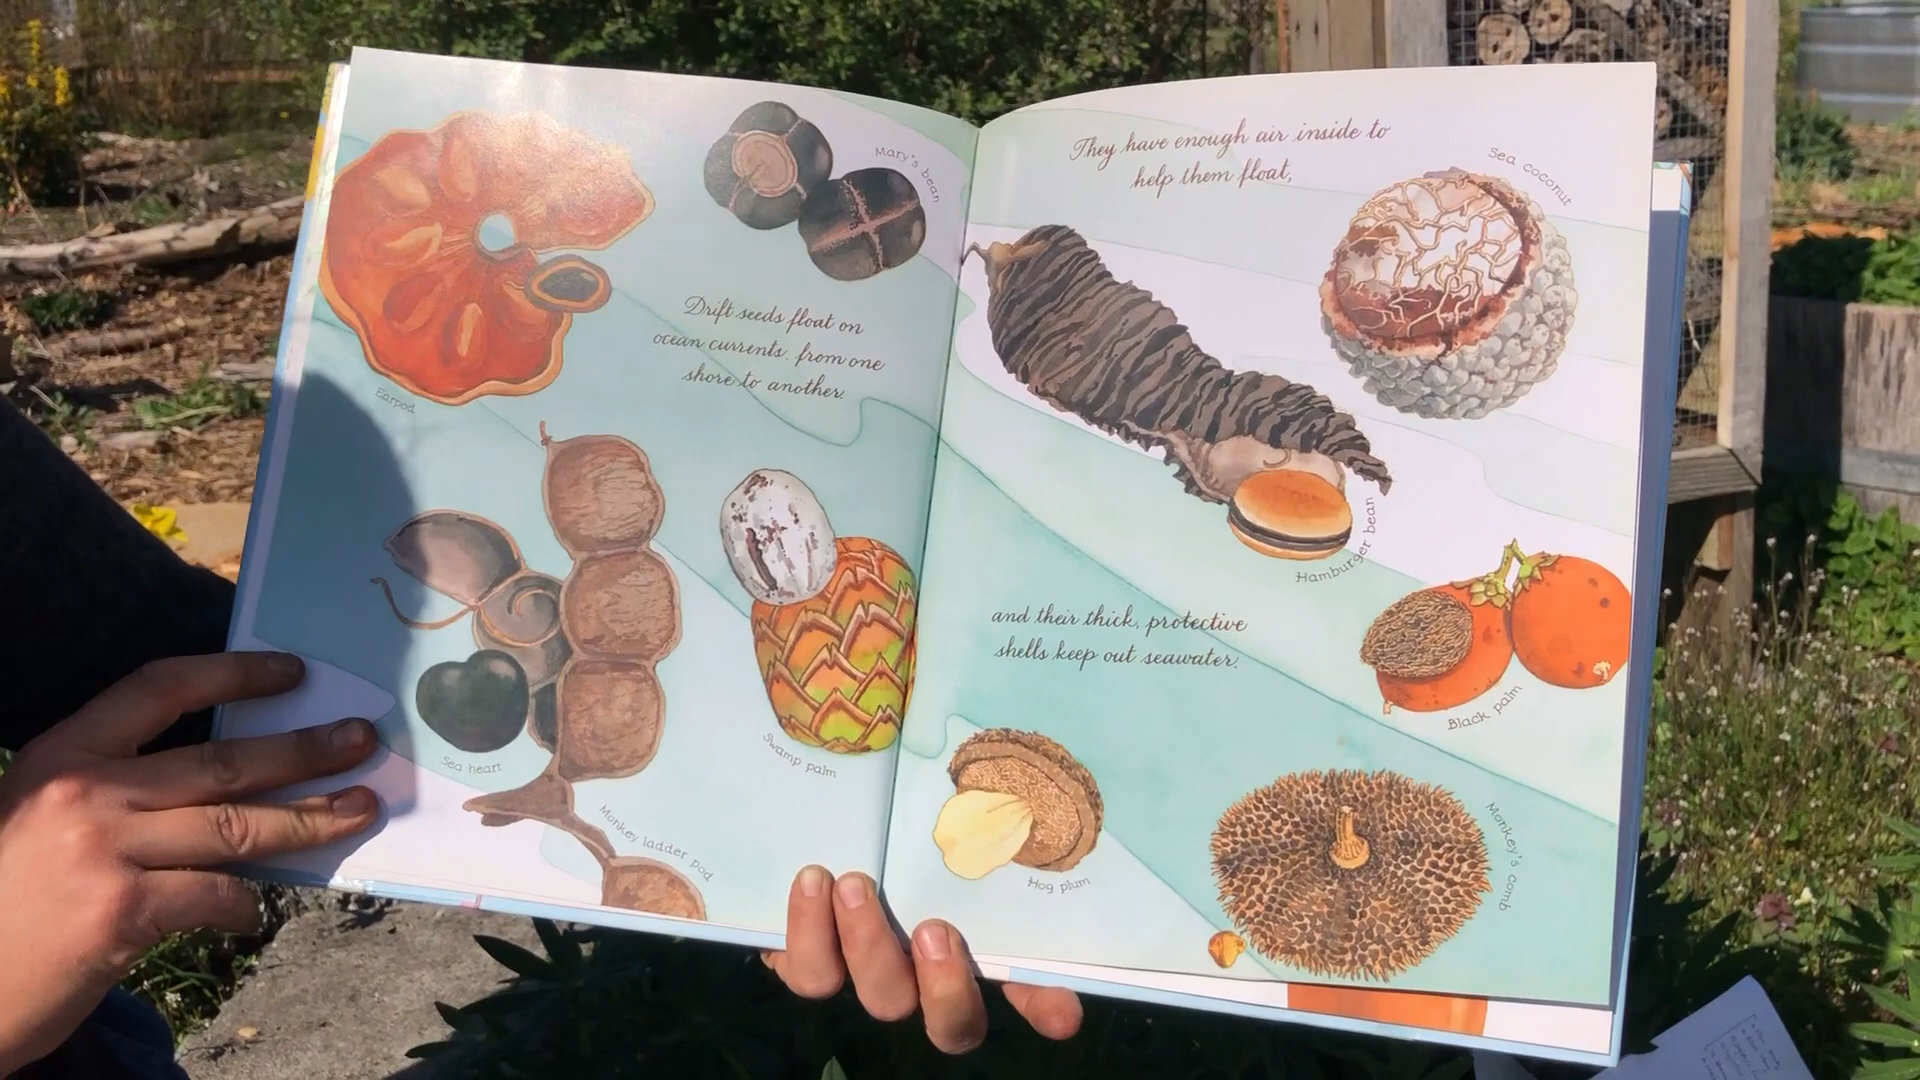 Mary's bean
Drift seeds float on
ocean currents, from one
shore to another.
Earpod
Sea heart
Swamp palm
Monkey ladder pod
They have enough air inside to
help them float,
Sea coconut
Hamburger bean
and their thick, protective
shells keep out seawater.
Black palm
Hog plum
Monkey's comb